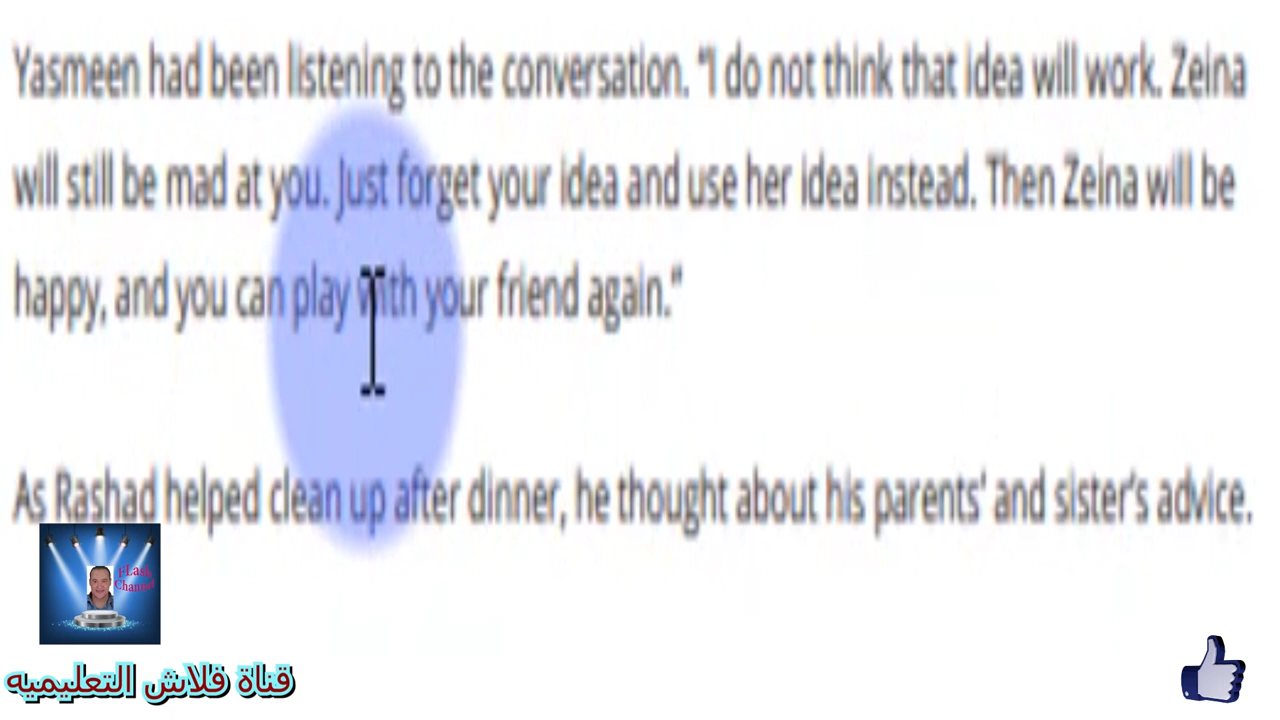 Yasmeen had been listening to the conversation. "I do not think that idea will work. Zeina
will still be mad at you. Just forget your idea and use her idea instead. Then Zeina will be
happy, and you can play with your friend again."
As Rashad helped clean up after dinner, he thought about his parents' and sister's advice.
FLash
Channel
قناة فلاش التعليميه